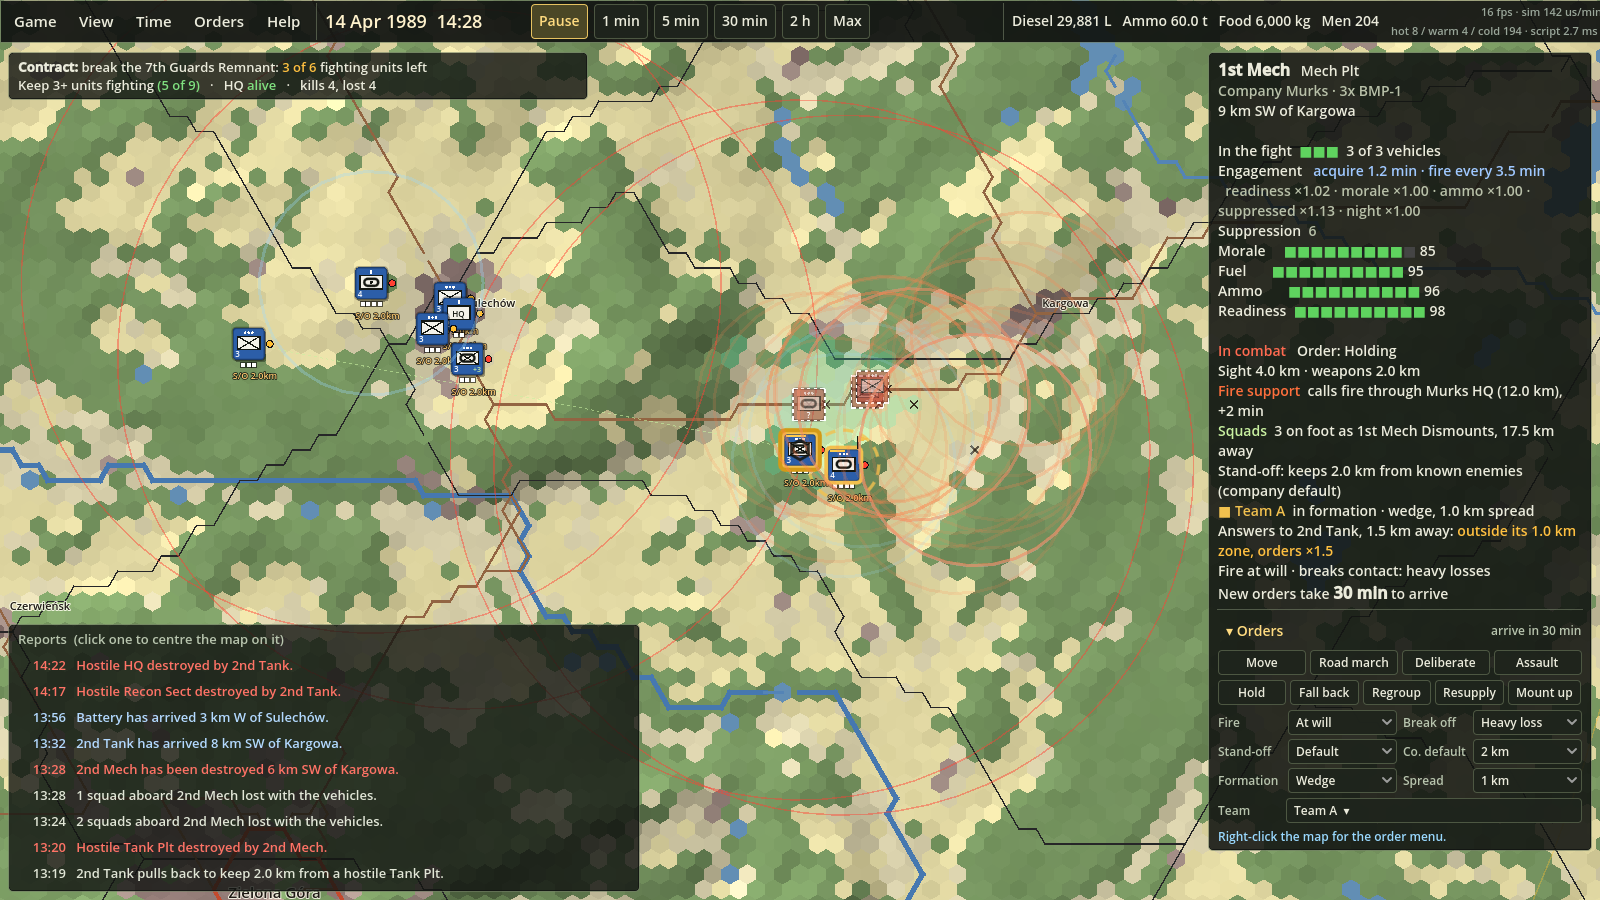 Game View Time Orders Help 14 Apr 1989 14:28 Pause 1 min 5 min 30 min 2 h Max Diesel 29,881 L Ammo 60.0 t Food 6,000 kg Men 204
16 fps · sim 142 us/min
hot 8 / warm 4 / cold 194 · script 2.7 ms
Contract: break the 7th Guards Remnant: 3 of 6 fighting units left
Keep 3+ units fighting (5 of 9) · HQ alive · kills 4, lost 4
1st Mech Mech Plt
Company Murks · 3x BMP-1
9 km SW of Kargowa
In the fight 3 of 3 vehicles
Engagement acquire 1.2 min · fire every 3.5 min
readiness ×1.02 · morale ×1.00 · ammo ×1.00 ·
suppressed ×1.13 · night ×1.00
Suppression 6
Morale 85
Fuel 95
Ammo 96
Readiness 98
In combat Order: Holding
Sight 4.0 km · weapons 2.0 km
Fire support calls fire through Murks HQ (12.0 km),
+2 min
Squads 3 on foot as 1st Mech Dismounts, 17.5 km
away
Stand-off: keeps 2.0 km from known enemies
(company default)
Team A in formation · wedge, 1.0 km spread
Answers to 2nd Tank, 1.5 km away: outside its 1.0 km
zone, orders ×1.5
Fire at will · breaks contact: heavy losses
New orders take 30 min to arrive
▾ Orders arrive in 30 min
Move Road march Deliberate Assault
Hold Fall back Regroup Resupply Mount up
Fire At will Break off Heavy loss
Stand-off Default Co. default 2 km
Formation Wedge Spread 1 km
Team Team A ▾
Right-click the map for the order menu.
4
S/O 2.0km
3
S/O 2.0km
3
HQ
3
3 +3
S/O 2.0km
Kargowa
3
4
S/O 2.0km
Czerwieńsk
Reports (click one to centre the map on it)
14:22 Hostile HQ destroyed by 2nd Tank.
14:17 Hostile Recon Sect destroyed by 2nd Tank.
13:56 Battery has arrived 3 km W of Sulechów.
13:32 2nd Tank has arrived 8 km SW of Kargowa.
13:28 2nd Mech has been destroyed 6 km SW of Kargowa.
13:28 1 squad aboard 2nd Mech lost with the vehicles.
13:24 2 squads aboard 2nd Mech lost with the vehicles.
13:20 Hostile Tank Plt destroyed by 2nd Mech.
13:19 2nd Tank pulls back to keep 2.0 km from a hostile Tank Plt.
Zielona Góra